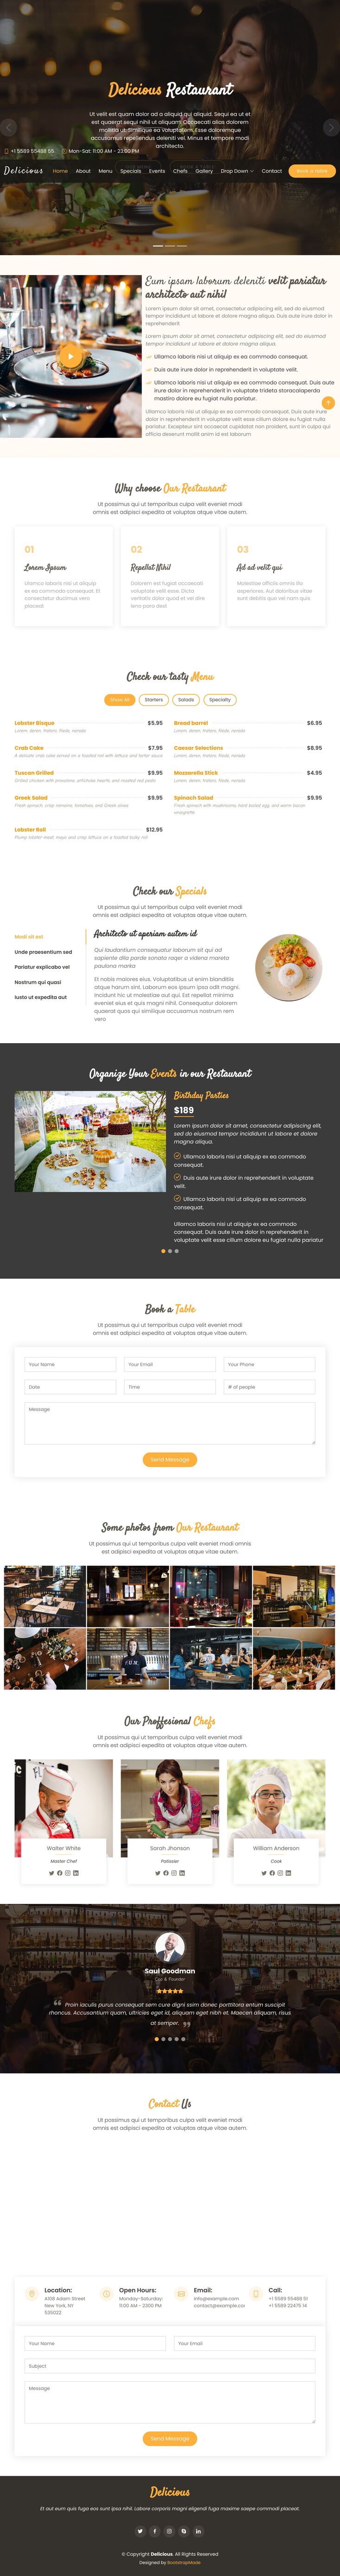 Delicious Restaurant
Ut velit est quam dolor ad a aliquid qui aliquid. Sequi ea ut et
est quaerat sequi nihil ut aliquam. Occaecati alias dolorem
mollitia ut. Similique ea voluptatem. Esse doloremque
accusamus repellendus deleniti vel. Minus et tempore modi
architecto.
+1 5589 55488 55 Mon-Sat: 11:00 AM - 23:00 PM
Delicious Home About Menu Specials Events Chefs Gallery Drop Down Contact Book a table
Eum ipsam laborum deleniti velit pariatur
architecto aut nihil
Lorem ipsum dolor sit amet, consectetur adipiscing elit, sed do eiusmod
tempor incididunt ut labore et dolore magna aliqua. Duis aute irure dolor in
reprehenderit
Lorem ipsum dolor sit amet, consectetur adipiscing elit, sed do eiusmod
tempor incididunt ut labore et dolore magna aliqua.
Ullamco laboris nisi ut aliquip ex ea commodo consequat.
Duis aute irure dolor in reprehenderit in voluptate velit.
Ullamco laboris nisi ut aliquip ex ea commodo consequat. Duis aute
irure dolor in reprehenderit in voluptate trideta storacalaperda
mastiro dolore eu fugiat nulla pariatur.
Ullamco laboris nisi ut aliquip ex ea commodo consequat. Duis aute irure
dolor in reprehenderit in voluptate velit esse cillum dolore eu fugiat nulla
pariatur. Excepteur sint occaecat cupidatat non proident, sunt in culpa qui
officia deserunt mollit anim id est laborum
Why choose Our Restaurant
Ut possimus qui ut temporibus culpa velit eveniet modi
omnis est adipisci expedita at voluptas atque vitae autem.
01
Lorem Ipsum
Ulamco laboris nisi ut aliquip
ex ea commodo consequat. Et
consectetur ducimus vero
placeat
02
Repellat Nihil
Dolorem est fugiat occaecati
voluptate velit esse. Dicta
veritatis dolor quod et vel dire
leno para dest
03
Ad ad velit qui
Molestiae officiis omnis illo
asperiores. Aut doloribus vitae
sunt debitis quo vel nam quis
Check our tasty Menu
Show All Starters Salads Specialty
Lobster Bisque $5.95
Lorem, deren, trataro, filede, nerada
Bread barrel $6.95
Lorem, deren, trataro, filede, nerada
Crab Cake $7.95
A delicate crab cake served on a toasted roll with lettuce and tartar sauce
Caesar Selections $8.95
Lorem, deren, trataro, filede, nerada
Tuscan Grilled $9.95
Grilled chicken with provolone, artichoke hearts, and roasted red pesto
Mozzarella Stick $4.95
Lorem, deren, trataro, filede, nerada
Greek Salad $9.95
Fresh spinach, crisp romaine, tomatoes, and Greek olives
Spinach Salad $9.95
Fresh spinach with mushrooms, hard boiled egg, and warm bacon
vinaigrette
Lobster Roll $12.95
Plump lobster meat, mayo and crisp lettuce on a toasted bulky roll
Check our Specials
Ut possimus qui ut temporibus culpa velit eveniet modi
omnis est adipisci expedita at voluptas atque vitae autem.
Modi sit est
Unde praesentium sed
Pariatur explicabo vel
Nostrum qui quasi
Iusto ut expedita aut
Architecto ut aperiam autem id
Qui laudantium consequatur laborum sit qui ad
sapiente dila parde sonata raqer a videna mareta
paulona marka
Et nobis maiores eius. Voluptatibus ut enim blanditiis
atque harum sint. Laborum eos ipsum ipsa odit magni.
Incidunt hic ut molestiae aut qui. Est repellat minima
eveniet eius et quis magni nihil. Consequatur dolorem
quaerat quos qui similique accusamus nostrum rem
vero
Organize Your Events in our Restaurant
Birthday Parties
$189
Lorem ipsum dolor sit amet, consectetur adipiscing elit,
sed do eiusmod tempor incididunt ut labore et dolore
magna aliqua.
Ullamco laboris nisi ut aliquip ex ea commodo
consequat.
Duis aute irure dolor in reprehenderit in voluptate
velit.
Ullamco laboris nisi ut aliquip ex ea commodo
consequat.
Ullamco laboris nisi ut aliquip ex ea commodo
consequat. Duis aute irure dolor in reprehenderit in
voluptate velit esse cillum dolore eu fugiat nulla pariatur
Book a Table
Ut possimus qui ut temporibus culpa velit eveniet modi
omnis est adipisci expedita at voluptas atque vitae autem.
Your Name Your Email Your Phone
Date Time # of people
Message
Send Message
Some photos from Our Restaurant
Ut possimus qui ut temporibus culpa velit eveniet modi omnis
est adipisci expedita at voluptas atque vitae autem.
Our Proffesional Chefs
Ut possimus qui ut temporibus culpa velit eveniet modi
omnis est adipisci expedita at voluptas atque vitae autem.
Walter White
Master Chef
Sarah Jhonson
Patissier
William Anderson
Cook
Saul Goodman
Ceo & Founder
Proin iaculis purus consequat sem cure digni ssim donec porttitora entum suscipit
rhoncus. Accusantium quam, ultricies eget id, aliquam eget nibh et. Maecen aliquam, risus
at semper.
Contact Us
Ut possimus qui ut temporibus culpa velit eveniet modi
omnis est adipisci expedita at voluptas atque vitae autem.
Location:
A108 Adam Street
New York, NY
535022
Open Hours:
Monday-Saturday:
11:00 AM - 2300 PM
Email:
info@example.com
contact@example.com
Call:
+1 5589 55488 51
+1 5589 22475 14
Your Name Your Email
Subject
Message
Send Message
Delicious
Et aut eum quis fuga eos sunt ipsa nihil. Labore corporis magni eligendi fuga maxime saepe commodi placeat.
© Copyright Delicious. All Rights Reserved
Designed by BootstrapMade